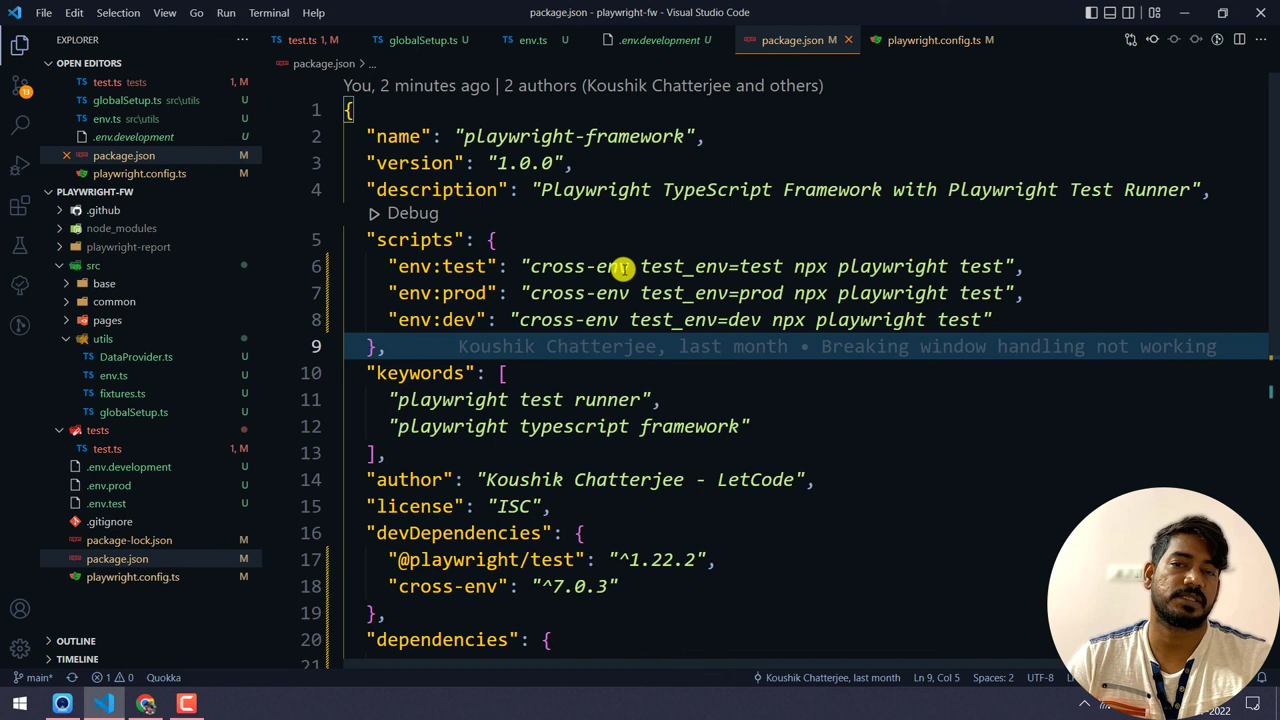 File Edit Selection View Go Run Terminal Help
package.json - playwright-fw - Visual Studio Code
EXPLORER
OPEN EDITORS
TS test.ts tests 1, M
TS globalSetup.ts src\utils U
TS env.ts src\utils U
.env.development U
package.json M
playwright.config.ts M
PLAYWRIGHT-FW
.github
node_modules
playwright-report
src
base
common
pages
utils
TS DataProvider.ts U
TS env.ts U
TS fixtures.ts U
TS globalSetup.ts U
tests
TS test.ts 1, M
.env.development U
.env.prod U
.env.test U
.gitignore
package-lock.json M
package.json M
playwright.config.ts M
OUTLINE
TIMELINE
13
TS test.ts 1, M TS globalSetup.ts U TS env.ts U .env.development U package.json M playwright.config.ts M
package.json > ...
You, 2 minutes ago | 2 authors (Koushik Chatterjee and others)
1 {
2 "name": "playwright-framework",
3 "version": "1.0.0",
4 "description": "Playwright TypeScript Framework with Playwright Test Runner",
Debug
5 "scripts": {
6 "env:test": "cross-env test_env=test npx playwright test",
7 "env:prod": "cross-env test_env=prod npx playwright test",
8 "env:dev": "cross-env test_env=dev npx playwright test"
9 }, Koushik Chatterjee, last month • Breaking window handling not working
10 "keywords": [
11 "playwright test runner",
12 "playwright typescript framework"
13 ],
14 "author": "Koushik Chatterjee - LetCode",
15 "license": "ISC",
16 "devDependencies": {
17 "@playwright/test": "^1.22.2",
18 "cross-env": "^7.0.3"
19 },
20 "dependencies": {
21
main* 1 0 Quokka
Koushik Chatterjee, last month Ln 9, Col 5 Spaces: 2 UTF-8
2022